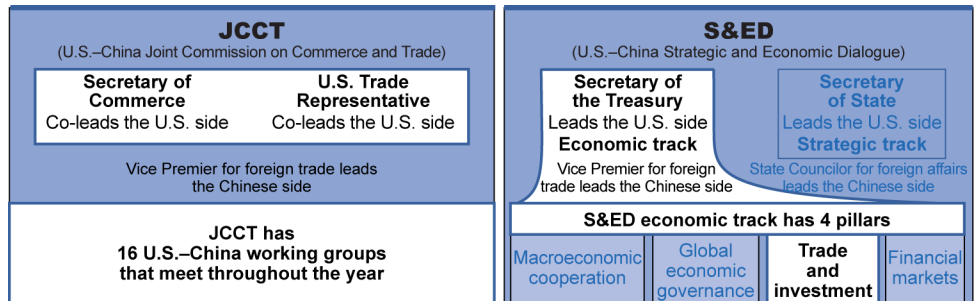 JCCT
(U.S.–China Joint Commission on Commerce and Trade)
Secretary of
Commerce
Co-leads the U.S. side
U.S. Trade
Representative
Co-leads the U.S. side
Vice Premier for foreign trade leads
the Chinese side
JCCT has
16 U.S.–China working groups
that meet throughout the year
S&ED
(U.S.–China Strategic and Economic Dialogue)
Secretary of
the Treasury
Leads the U.S. side
Economic track
Vice Premier for foreign
trade leads the Chinese side
Secretary
of State
Leads the U.S. side
Strategic track
State Councilor for foreign affairs
leads the Chinese side
S&ED economic track has 4 pillars
Macroeconomic
cooperation
Global
economic
governance
Trade
and
investment
Financial
markets